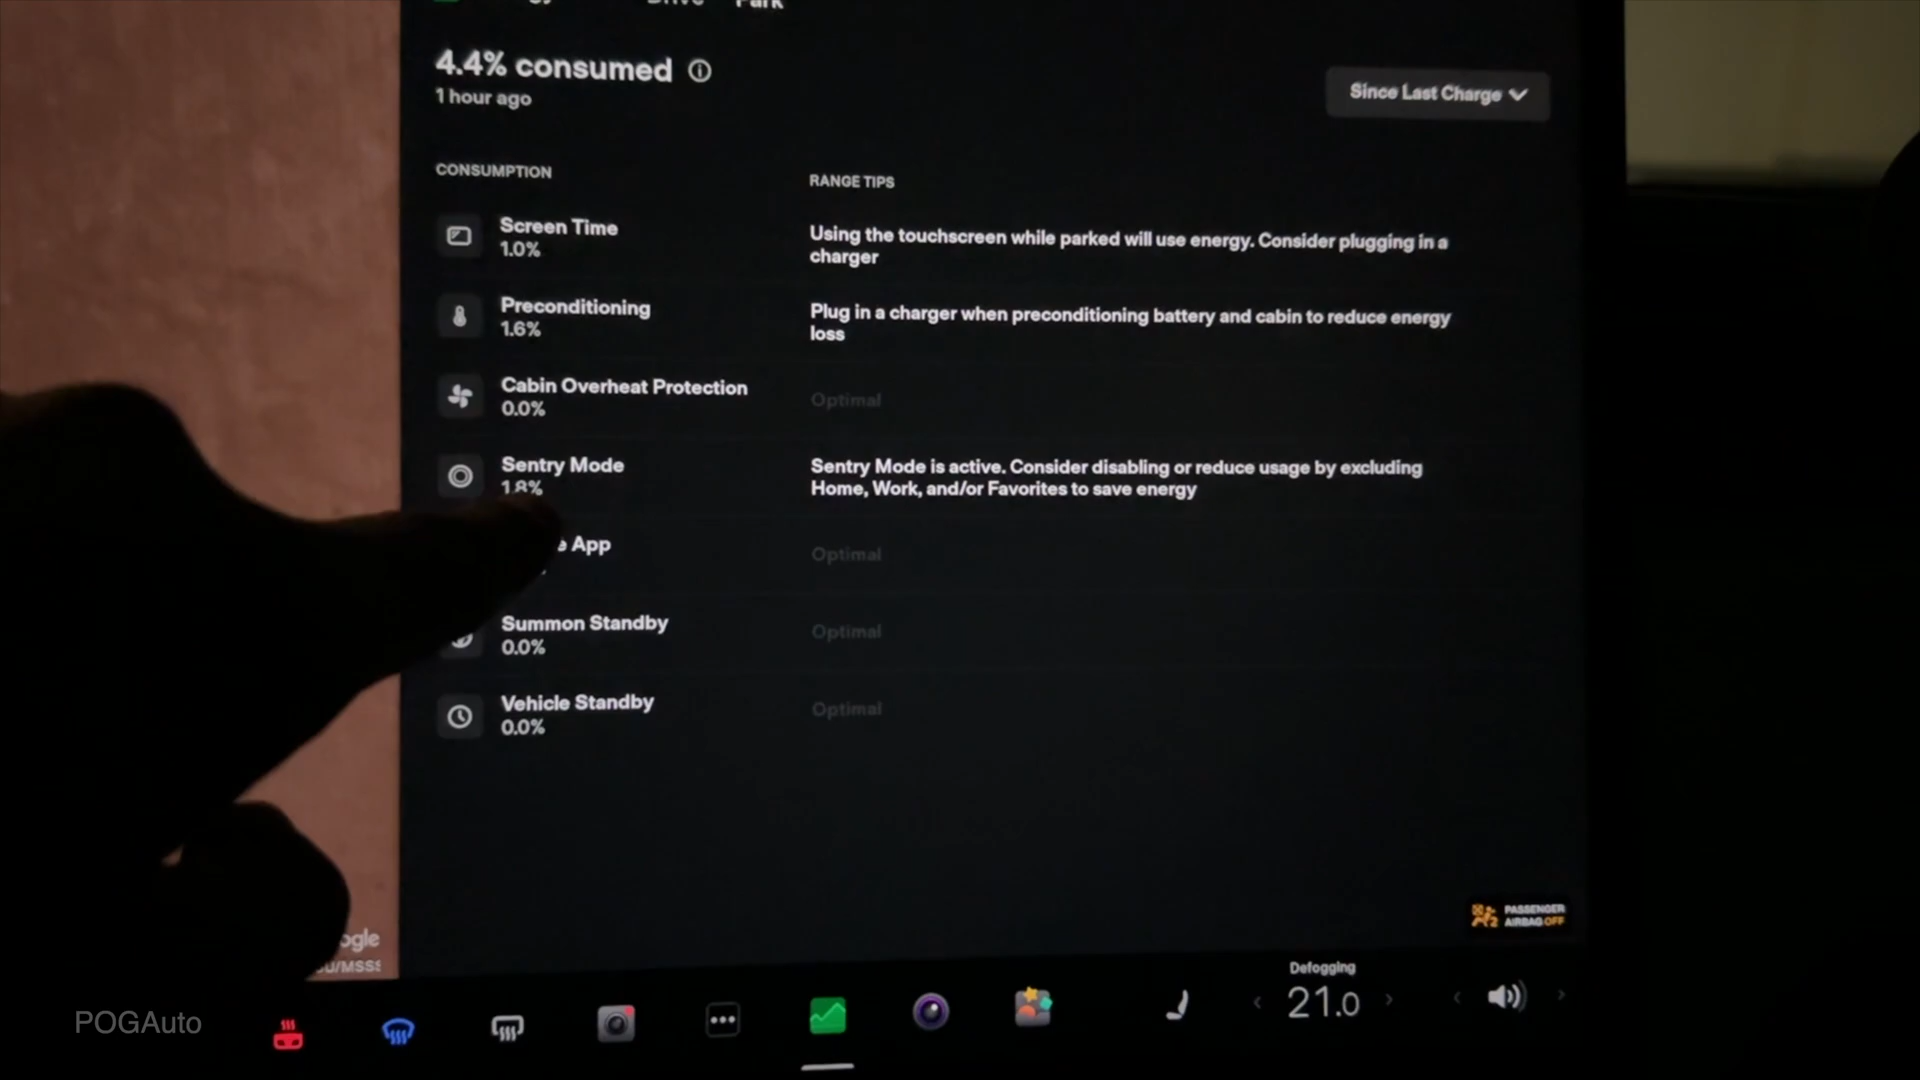 Park
4.4% consumed
1 hour ago
Since Last Charge
CONSUMPTION
RANGE TIPS
Screen Time
1.0%
Using the touchscreen while parked will use energy. Consider plugging in a
charger
Preconditioning
1.6%
Plug in a charger when preconditioning battery and cabin to reduce energy
loss
Cabin Overheat Protection
0.0%
Optimal
Sentry Mode
1.8%
Sentry Mode is active. Consider disabling or reduce usage by excluding
Home, Work, and/or Favorites to save energy
App
Optimal
Summon Standby
0.0%
Optimal
Vehicle Standby
0.0%
Optimal
PASSENGER
AIRBAG OFF
Defogging
21.0
POGAuto